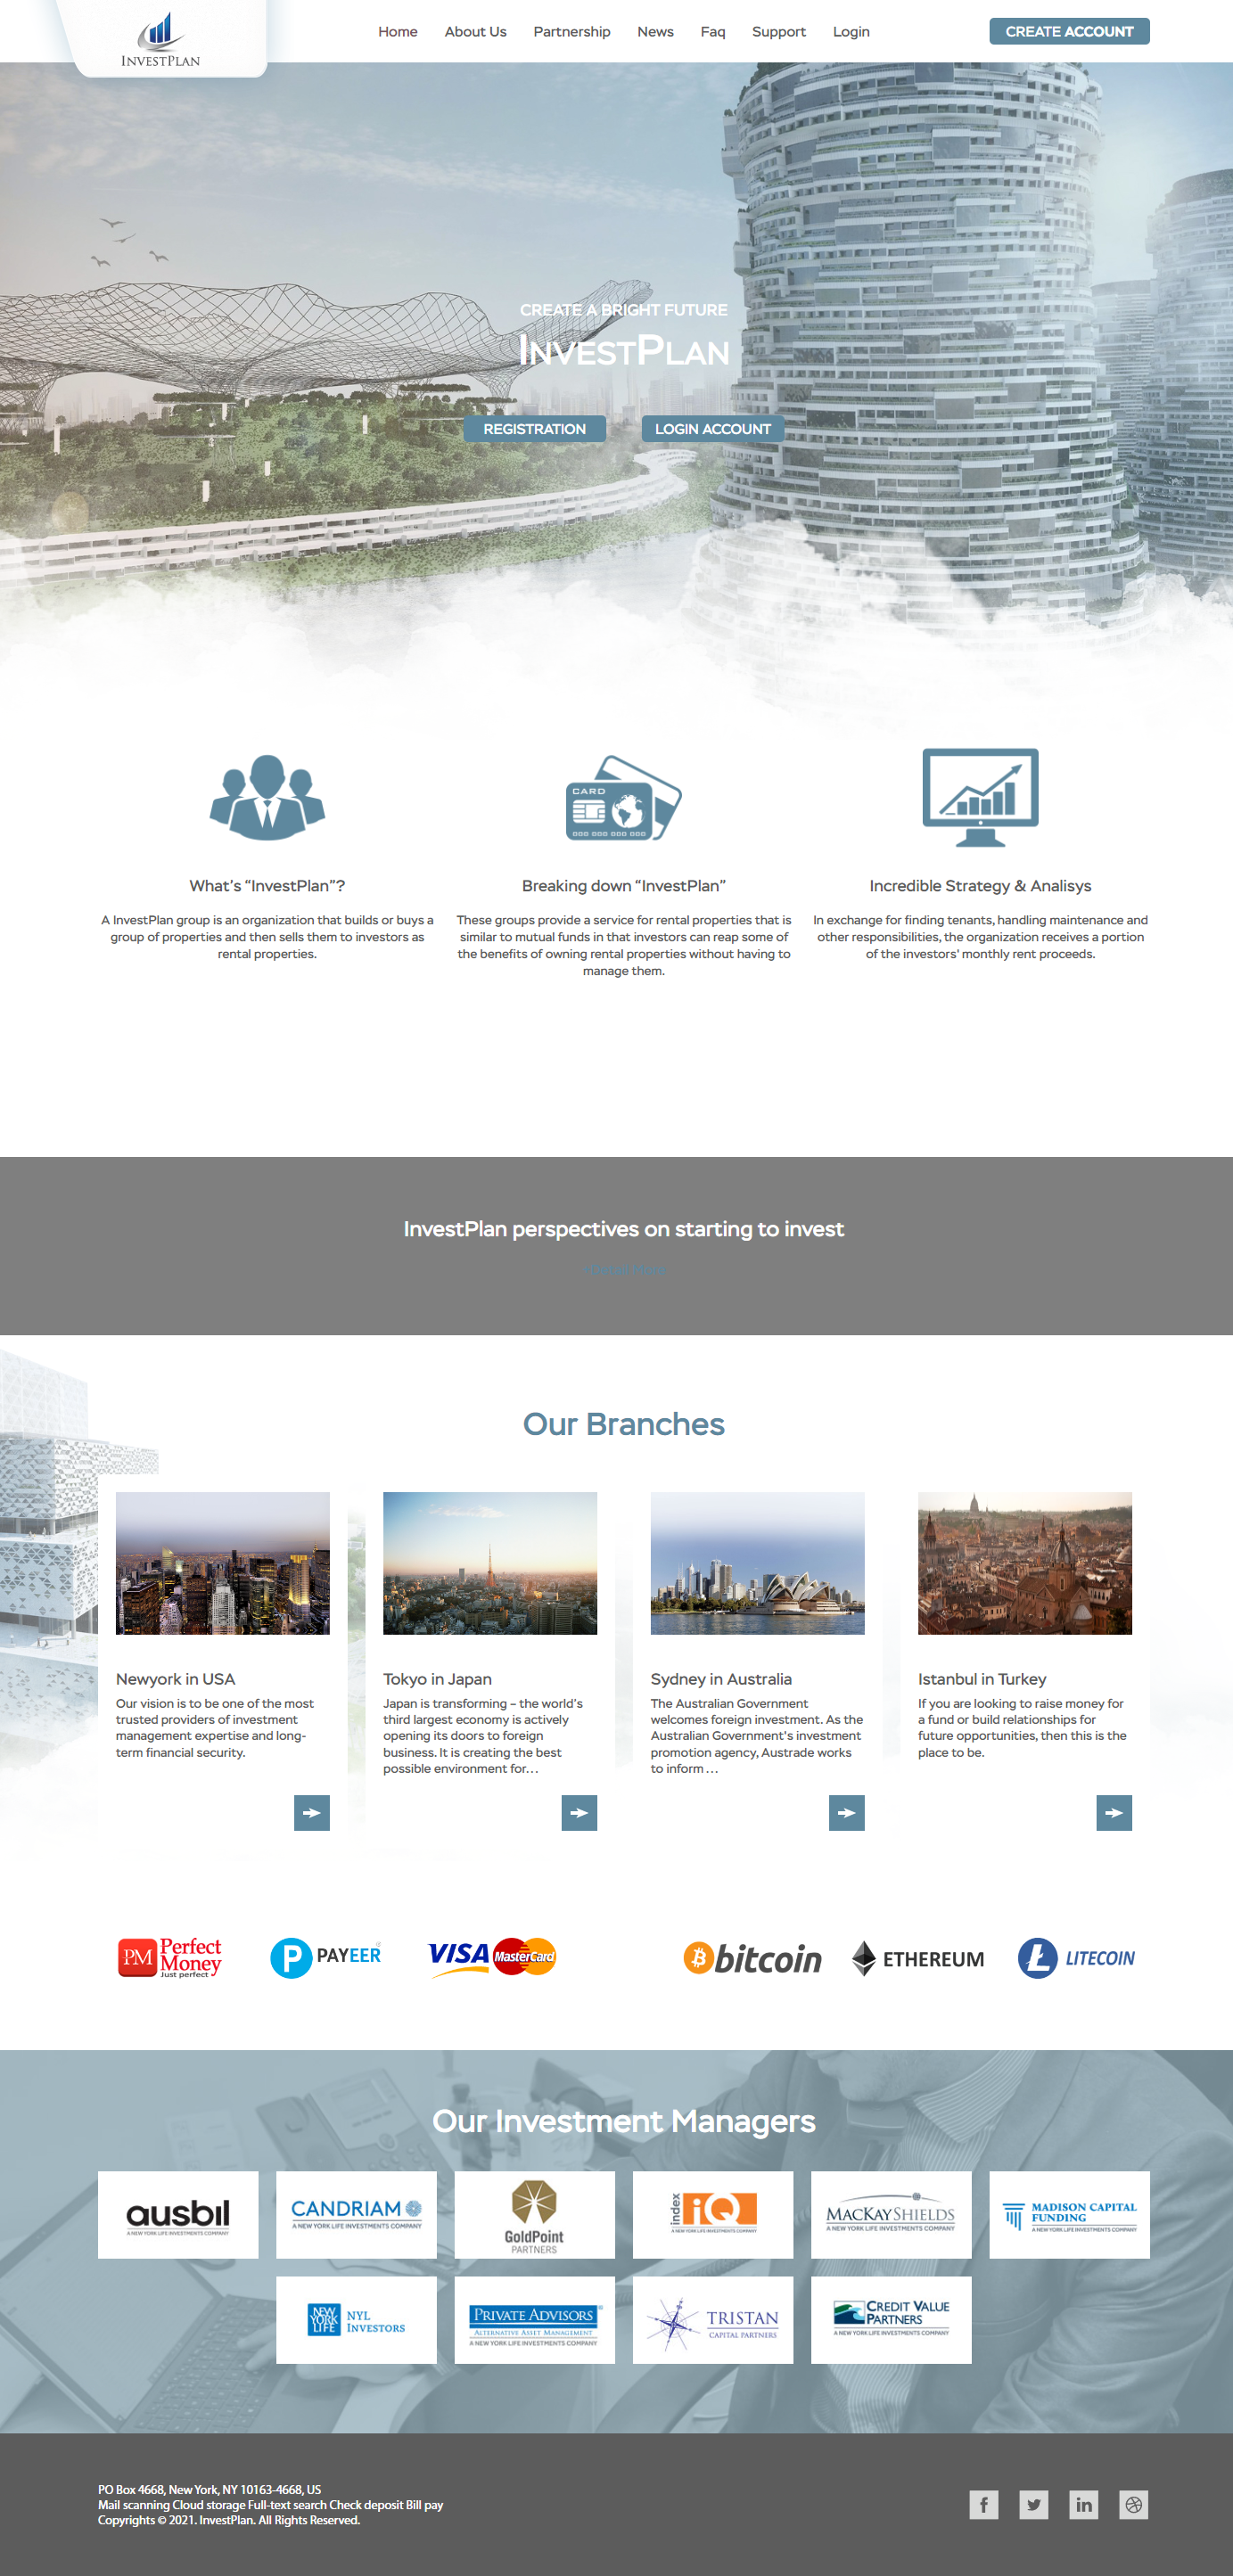 INVESTPLAN
Home About Us Partnership News Faq Support Login
CREATE ACCOUNT
CREATE A BRIGHT FUTURE
INVESTPLAN
REGISTRATION LOGIN ACCOUNT
CARD
What's “InvestPlan”?
A InvestPlan group is an organization that builds or buys a
group of properties and then sells them to investors as
rental properties.
Breaking down “InvestPlan”
These groups provide a service for rental properties that is
similar to mutual funds in that investors can reap some of
the benefits of owning rental properties without having to
manage them.
Incredible Strategy & Analisys
In exchange for finding tenants, handling maintenance and
other responsibilities, the organization receives a portion
of the investors' monthly rent proceeds.
InvestPlan perspectives on starting to invest
Our Branches
Newyork in USA
Our vision is to be one of the most
trusted providers of investment
management expertise and long-
term financial security.
Tokyo in Japan
Japan is transforming – the world's
third largest economy is actively
opening its doors to foreign
business. It is creating the best
possible environment for…
Sydney in Australia
The Australian Government
welcomes foreign investment. As the
Australian Government's investment
promotion agency, Austrade works
to inform …
Istanbul in Turkey
If you are looking to raise money for
a fund or build relationships for
future opportunities, then this is the
place to be.
PM Perfect
Money
Just perfect
P PAYEER
VISA MasterCard
bitcoin
ETHEREUM
LITECOIN
Our Investment Managers
ausbil
A NEW YORK LIFE INVESTMENTS COMPANY
CANDRIAM
A NEW YORK LIFE INVESTMENTS COMPANY
GoldPoint
PARTNERS
index IQ
A NEW YORK LIFE INVESTMENTS COMPANY
MACKAY SHIELDS
A NEW YORK LIFE INVESTMENTS COMPANY
MADISON CAPITAL
FUNDING
A NEW YORK LIFE INVESTMENTS COMPANY
NEW
YORK
LIFE
NYL
INVESTORS
PRIVATE ADVISORS
ALTERNATIVE ASSET MANAGEMENT
A NEW YORK LIFE INVESTMENTS COMPANY
TRISTAN
CAPITAL PARTNERS
CREDIT VALUE
PARTNERS
A NEW YORK LIFE INVESTMENTS COMPANY
PO Box 4668, New York, NY 10163-4668, US
Mail scanning Cloud storage Full-text search Check deposit Bill pay
Copyrights © 2021. InvestPlan. All Rights Reserved.